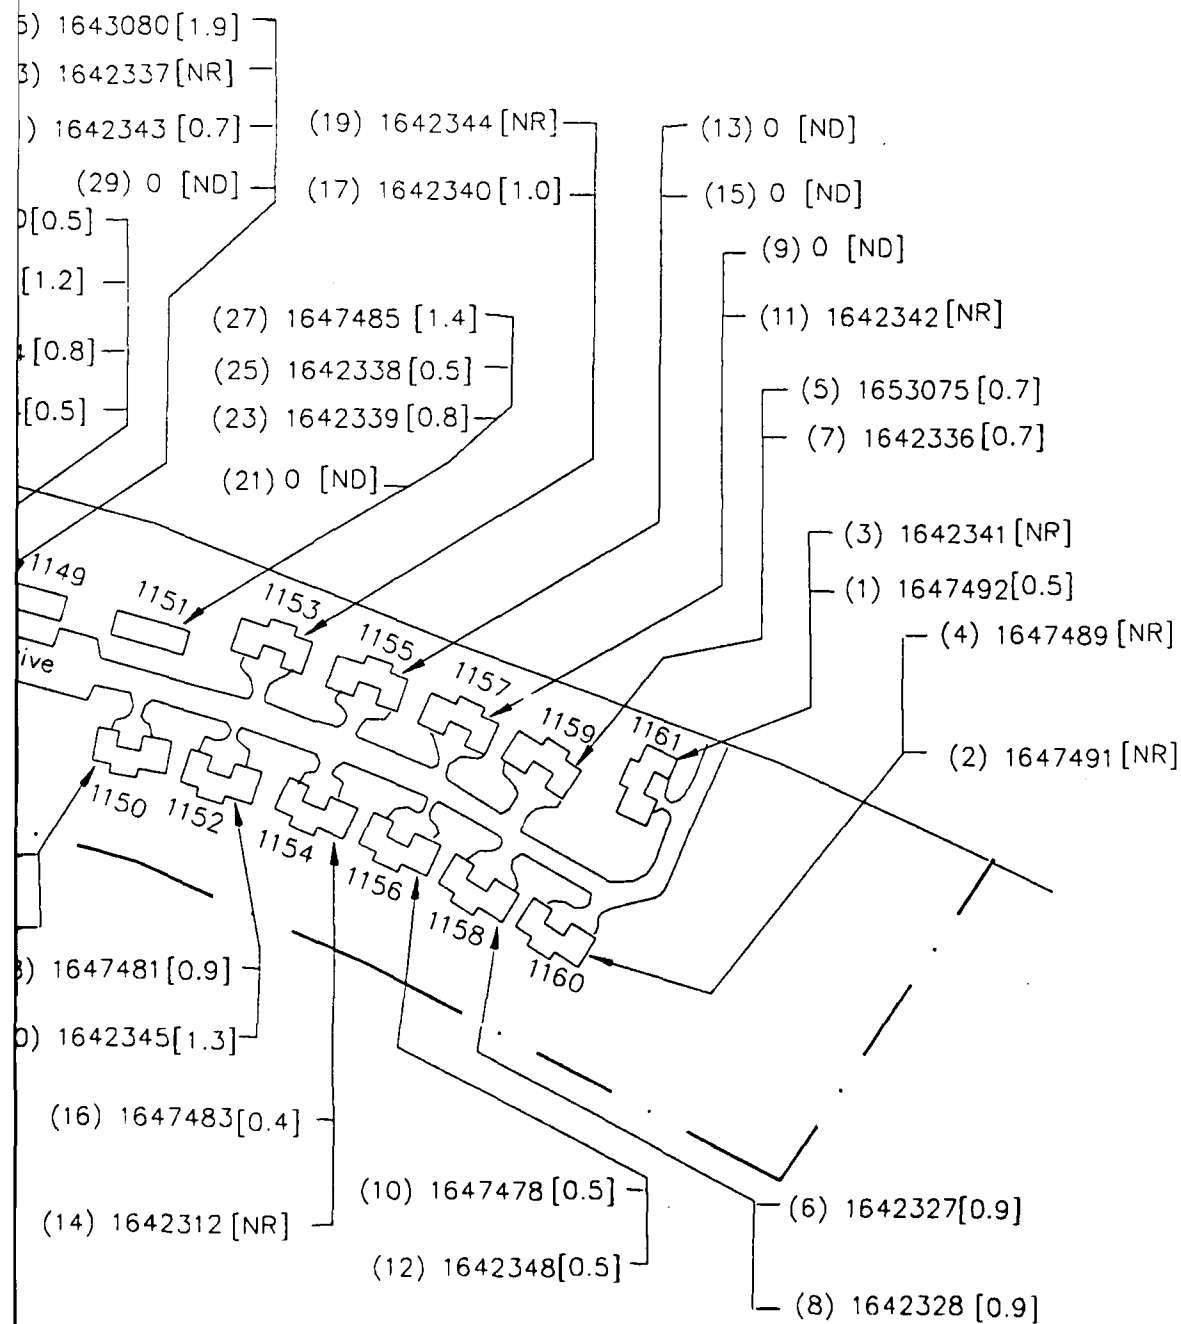 5) 1643080 [1.9]
3) 1642337 [NR]
) 1642343 [0.7]
(29) 0 [ND]
0[0.5]
[1.2]
4 [0.8]
[0.5]
(19) 1642344 [NR]
(17) 1642340 [1.0]
(13) 0 [ND]
(15) 0 [ND]
(9) 0 [ND]
(11) 1642342 [NR]
(27) 1647485 [1.4]
(25) 1642338 [0.5]
(23) 1642339 [0.8]
(21) 0 [ND]
(5) 1653075 [0.7]
(7) 1642336 [0.7]
(3) 1642341 [NR]
(1) 1647492 [0.5]
(4) 1647489 [NR]
(2) 1647491 [NR]
1149
1151
1153
1155
1157
1159
1161
ive
1150
1152
1154
1156
1158
1160
8) 1647481 [0.9]
0) 1642345 [1.3]
(16) 1647483 [0.4]
(14) 1642312 [NR]
(10) 1647478 [0.5]
(12) 1642348 [0.5]
(6) 1642327 [0.9]
(8) 1642328 [0.9]